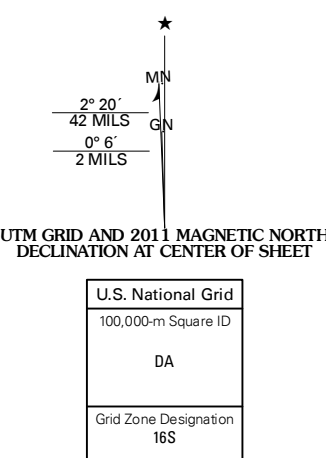 ★
MN
2° 20´
42 MILS
GN
0° 6´
2 MILS
UTM GRID AND 2011 MAGNETIC NORTH
DECLINATION AT CENTER OF SHEET
U.S. National Grid
100,000-m Square ID
DA
Grid Zone Designation
16S